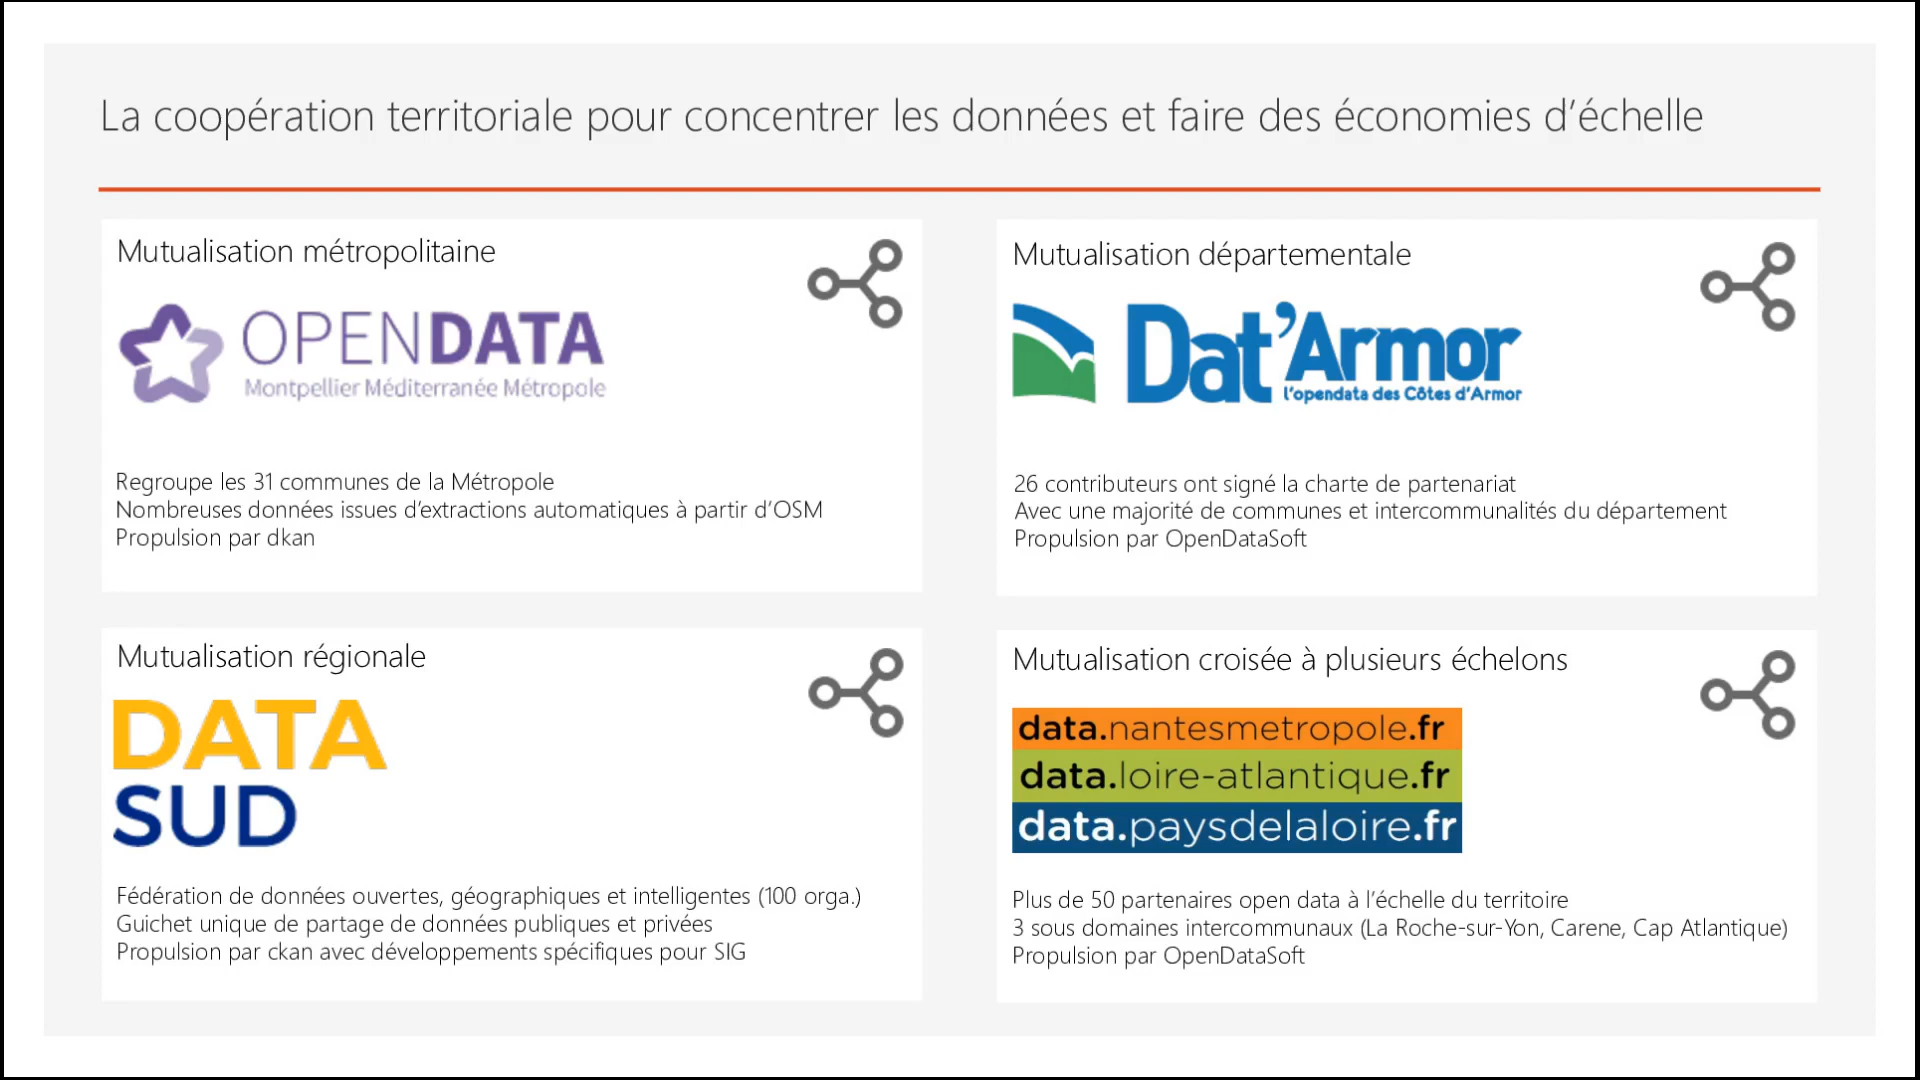 La coopération territoriale pour concentrer les données et faire des économies d’échelle
Mutualisation métropolitaine
OPENDATA
Montpellier Méditerranée Métropole
Regroupe les 31 communes de la Métropole
Nombreuses données issues d’extractions automatiques à partir d’OSM
Propulsion par dkan
Mutualisation départementale
Dat’Armor
l’opendata des Côtes d’Armor
26 contributeurs ont signé la charte de partenariat
Avec une majorité de communes et intercommunalités du département
Propulsion par OpenDataSoft
Mutualisation régionale
DATA
SUD
Fédération de données ouvertes, géographiques et intelligentes (100 orga.)
Guichet unique de partage de données publiques et privées
Propulsion par ckan avec développements spécifiques pour SIG
Mutualisation croisée à plusieurs échelons
data.nantesmetropole.fr
data.loire-atlantique.fr
data.paysdelaloire.fr
Plus de 50 partenaires open data à l’échelle du territoire
3 sous domaines intercommunaux (La Roche-sur-Yon, Carene, Cap Atlantique)
Propulsion par OpenDataSoft